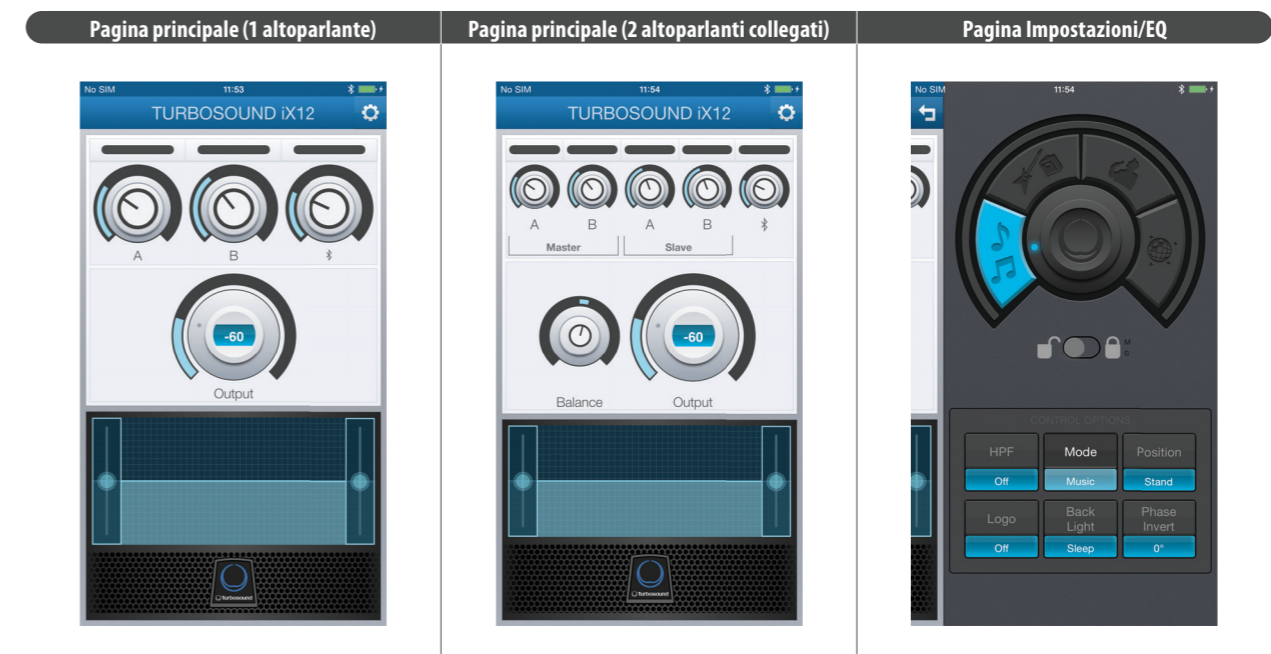 Pagina principale (1 altoparlante)
Pagina principale (2 altoparlanti collegati)
Pagina Impostazioni/EQ
No SIM 11:53
TURBOSOUND iX12
A B
-60
Output
Turbosound
No SIM 11:54
TURBOSOUND iX12
A B A B
Master Slave
-60
Balance Output
Turbosound
No SIM 11:54
M
CONTROL OPTIONS
HPF Mode Position
Off Music Stand
Logo Back Light Phase Invert
Off Sleep 0°